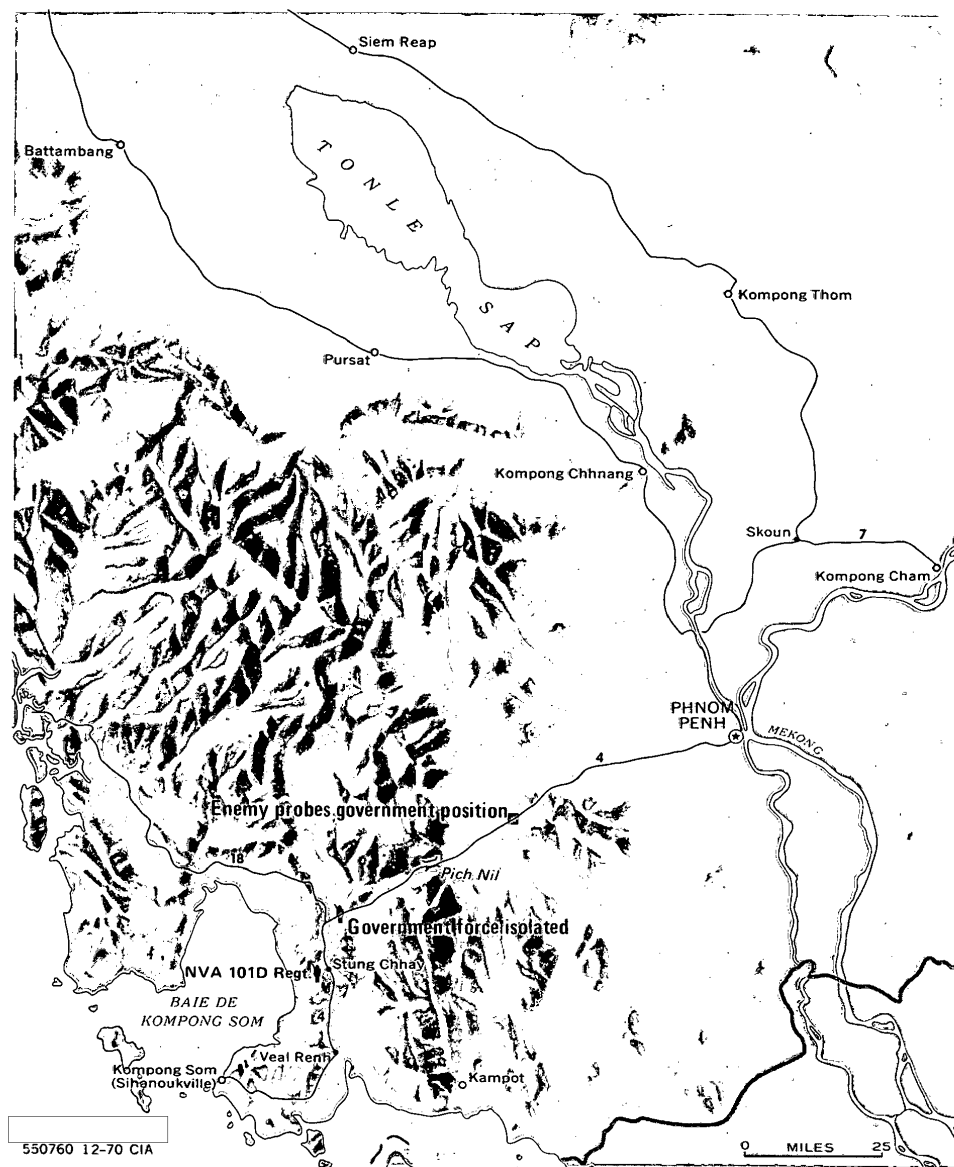 Siem Reap
Battambang
TONLE SAP
Kompong Thom
Pursat
Kompong Chhnang
Skoun
7
Kompong Cham
PHNOM
PENH
MEKONG
4
Enemy probes government position
18
Pich Nil
Government force isolated
Stung Chhay
NVA 101D Regt.
BAIE DE
KOMPONG SOM
Veal Renh
Kompong Som
(Sihanoukville)
Kampot
550760 12-70 CIA
0 MILES 25